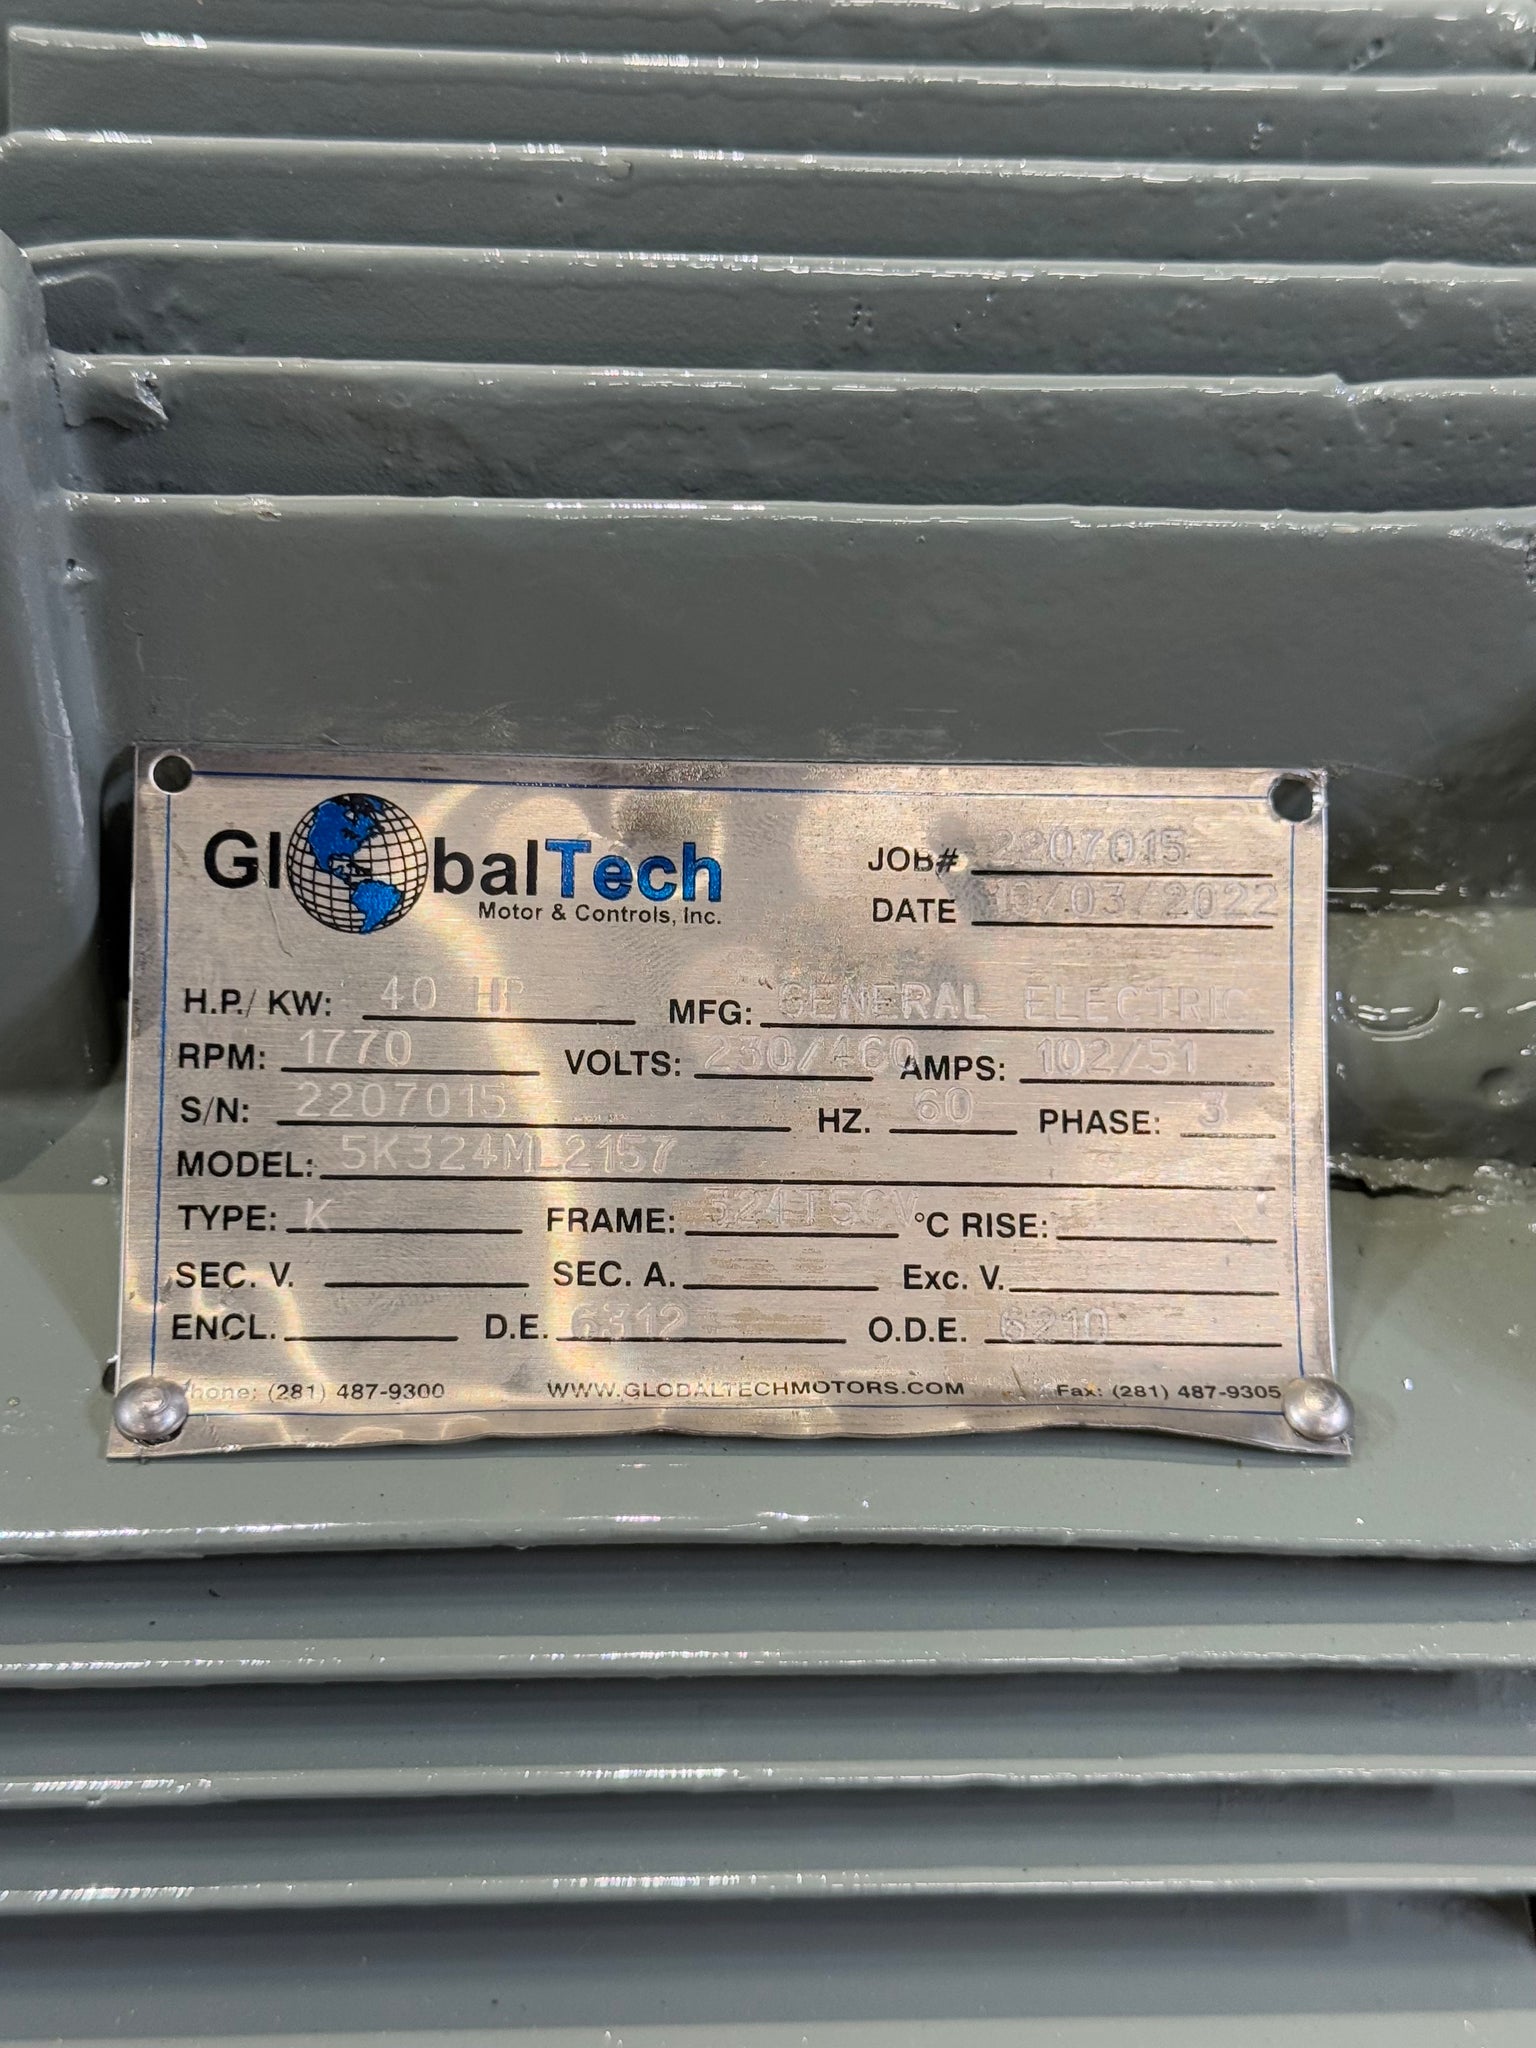 GlobalTech
Motor & Controls, Inc.
JOB# 2207015
DATE 10/03/2022
H.P./KW: 40 HP MFG: GENERAL ELECTRIC
RPM: 1770 VOLTS: 230/460 AMPS: 102/51
S/N: 2207015 HZ. 60 PHASE: 3
MODEL: 5K324ML2157
TYPE: K FRAME: °C RISE:
SEC. V. SEC. A. Exc. V.
ENCL. D.E. 6312 O.D.E. 6210
Phone: (281) 487-9300 WWW.GLOBALTECHMOTORS.COM Fax: (281) 487-9305